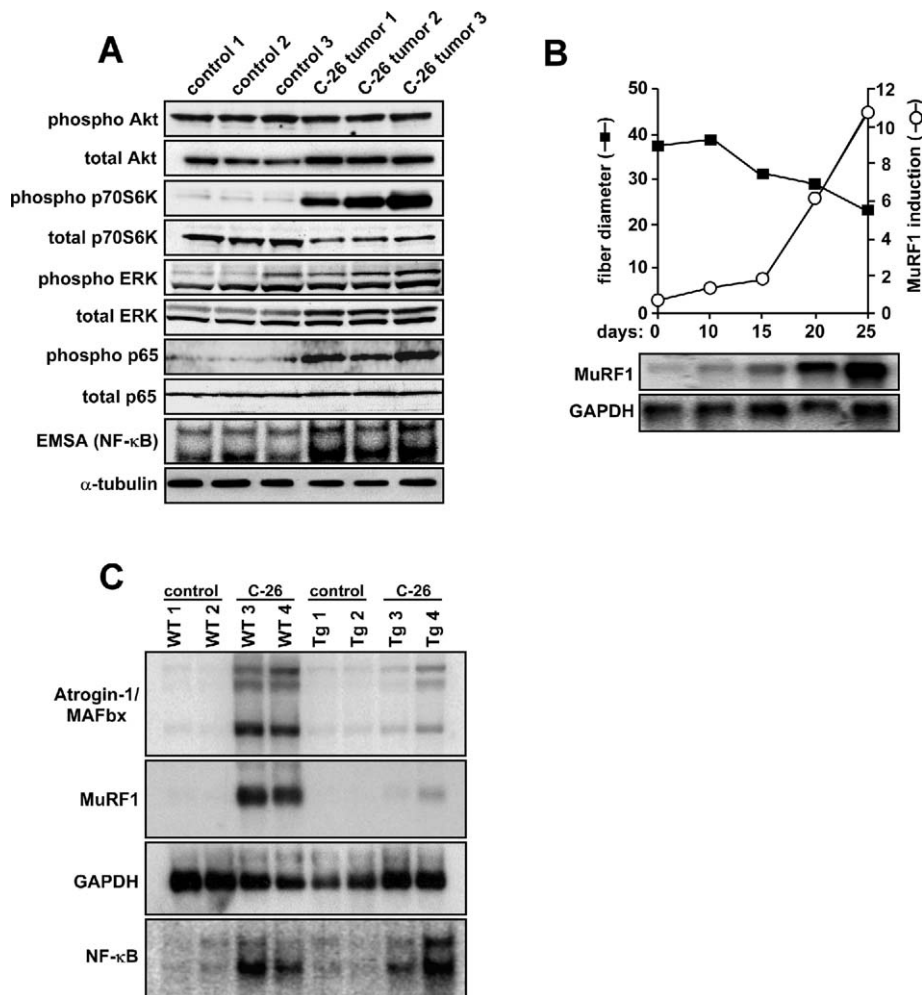 A
control 1
control 2
control 3
C-26 tumor 1
C-26 tumor 2
C-26 tumor 3
phospho Akt
total Akt
phospho p70S6K
total p70S6K
phospho ERK
total ERK
phospho p65
total p65
EMSA (NF-κB)
α-tubulin
B
fiber diameter (–■–)
50
40
30
20
10
0
12
10
8
6
4
2
0
MuRF1 induction (–○–)
days: 0 10 15 20 25
MuRF1
GAPDH
C
control C-26 control C-26
WT 1
WT 2
WT 3
WT 4
Tg 1
Tg 2
Tg 3
Tg 4
Atrogin-1/
MAFbx
MuRF1
GAPDH
NF-κB